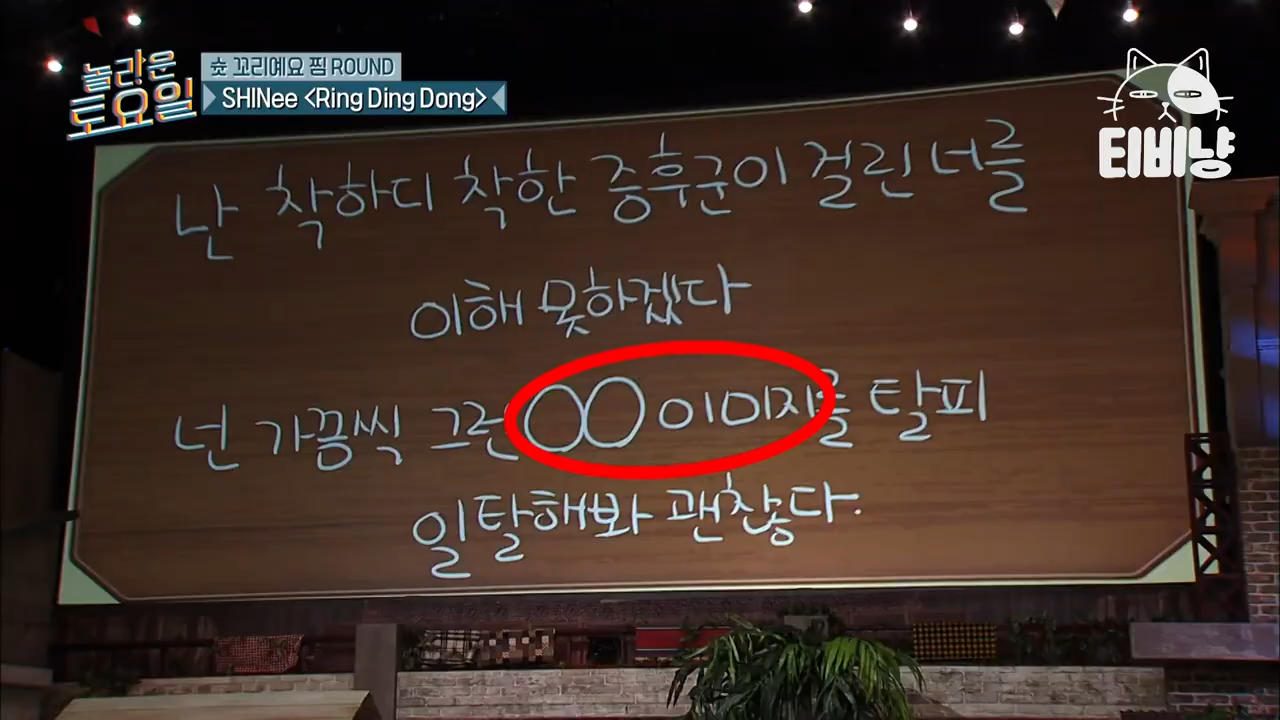 놀라운 토요일
슛 꼬리예요 찜 ROUND
SHINee <Ring Ding Dong>
티비냥
난 착하디 착한 증후군이 걸린 너를
이해 못하겠다
넌 가끔씩 그런 OO 이미지를 탈피
일탈해봐 괜찮다.